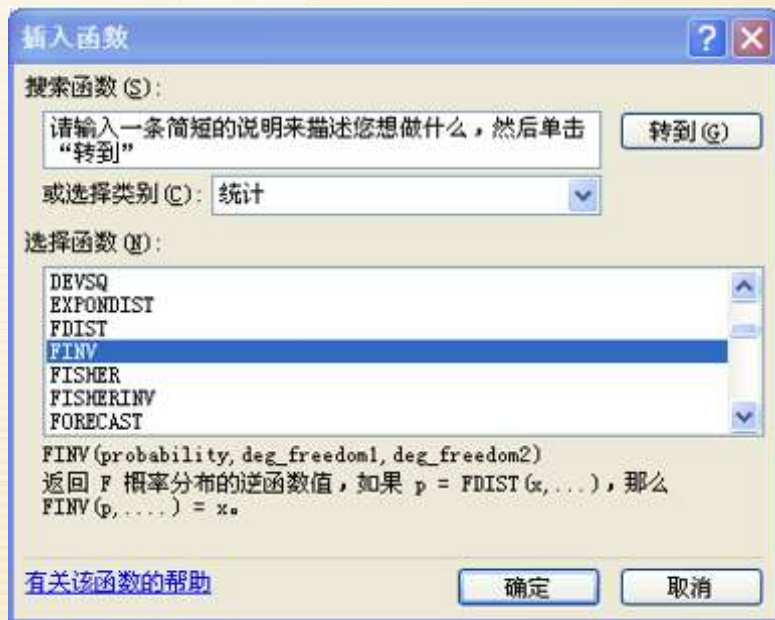 插入函数
搜索函数(S):
请输入一条简短的说明来描述您想做什么，然后单击
“转到”
转到(G)
或选择类别(C): 统计
选择函数(N):
DEVSQ
EXPONDIST
FDIST
FINV
FISHER
FISHERINV
FORECAST
FINV(probability,deg_freedom1,deg_freedom2)
返回 F 概率分布的逆函数值，如果 p = FDIST(x,...)，那么
FINV(p,....) = x。
有关该函数的帮助
确定
取消